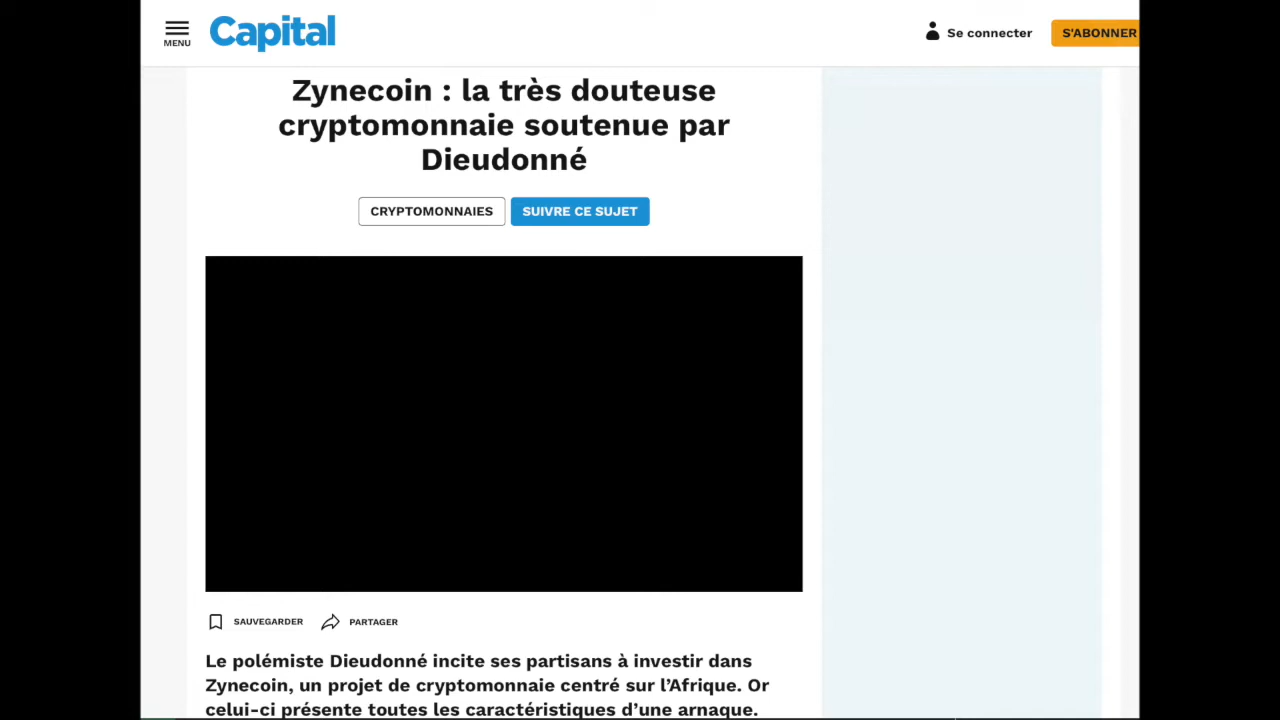 MENU
Capital
Se connecter
S'ABONNER
Zynecoin : la très douteuse
cryptomonnaie soutenue par
Dieudonné
CRYPTOMONNAIES
SUIVRE CE SUJET
SAUVEGARDER
PARTAGER
Le polémiste Dieudonné incite ses partisans à investir dans
Zynecoin, un projet de cryptomonnaie centré sur l’Afrique. Or
celui-ci présente toutes les caractéristiques d’une arnaque.